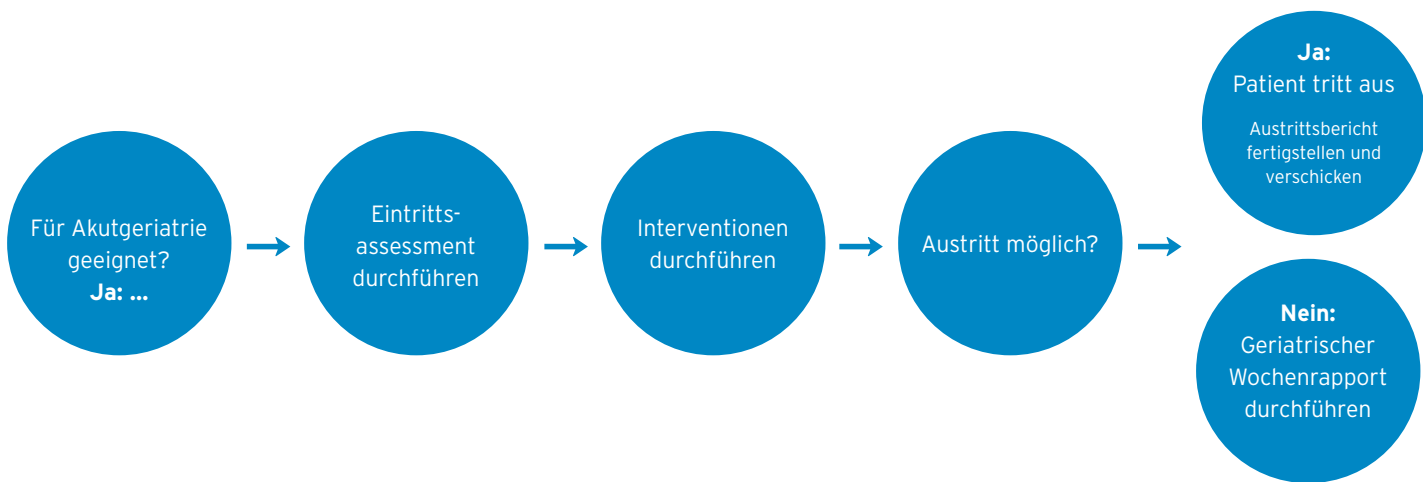 Für Akutgeriatrie
geeignet?
Ja: ...
Eintritts-
assessment
durchführen
Interventionen
durchführen
Austritt möglich?
Ja:
Patient tritt aus
Austrittsbericht
fertigstellen und
verschicken
Nein:
Geriatrischer
Wochenrapport
durchführen